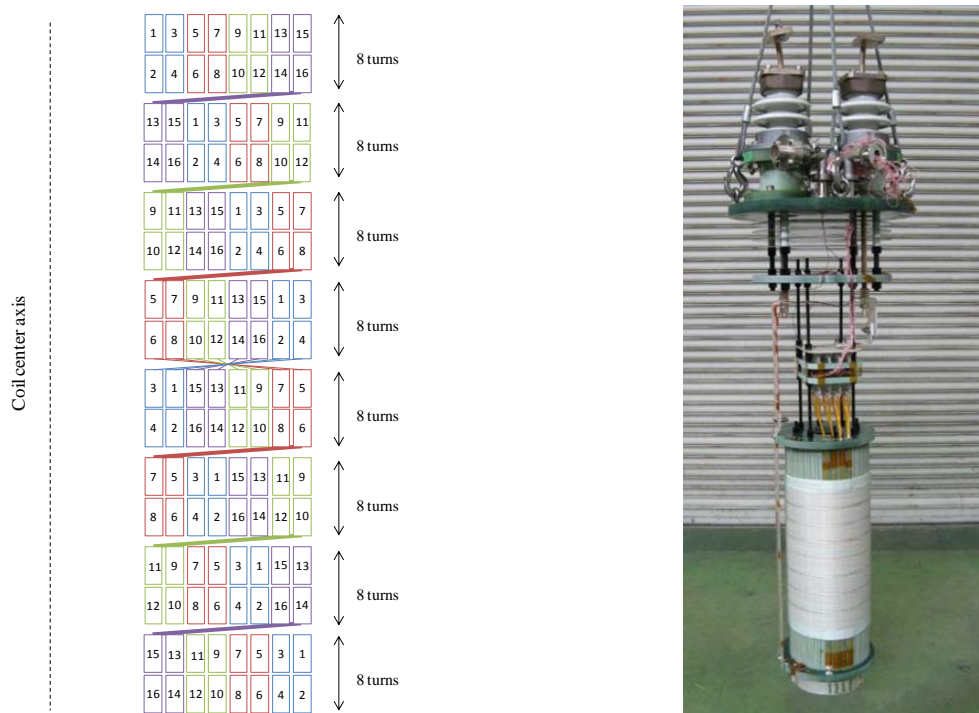 1 3 5 7 9 11 13 15
8 turns
2 4 6 8 10 12 14 16
13 15 1 3 5 7 9 11
8 turns
14 16 2 4 6 8 10 12
9 11 13 15 1 3 5 7
8 turns
10 12 14 16 2 4 6 8
5 7 9 11 13 15 1 3
8 turns
6 8 10 12 14 16 2 4
Coil center axis
3 1 15 13 11 9 7 5
8 turns
4 2 16 14 12 10 8 6
7 5 3 1 15 13 11 9
8 turns
8 6 4 2 16 14 12 10
11 9 7 5 3 1 15 13
8 turns
12 10 8 6 4 2 16 14
15 13 11 9 7 5 3 1
8 turns
16 14 12 10 8 6 4 2